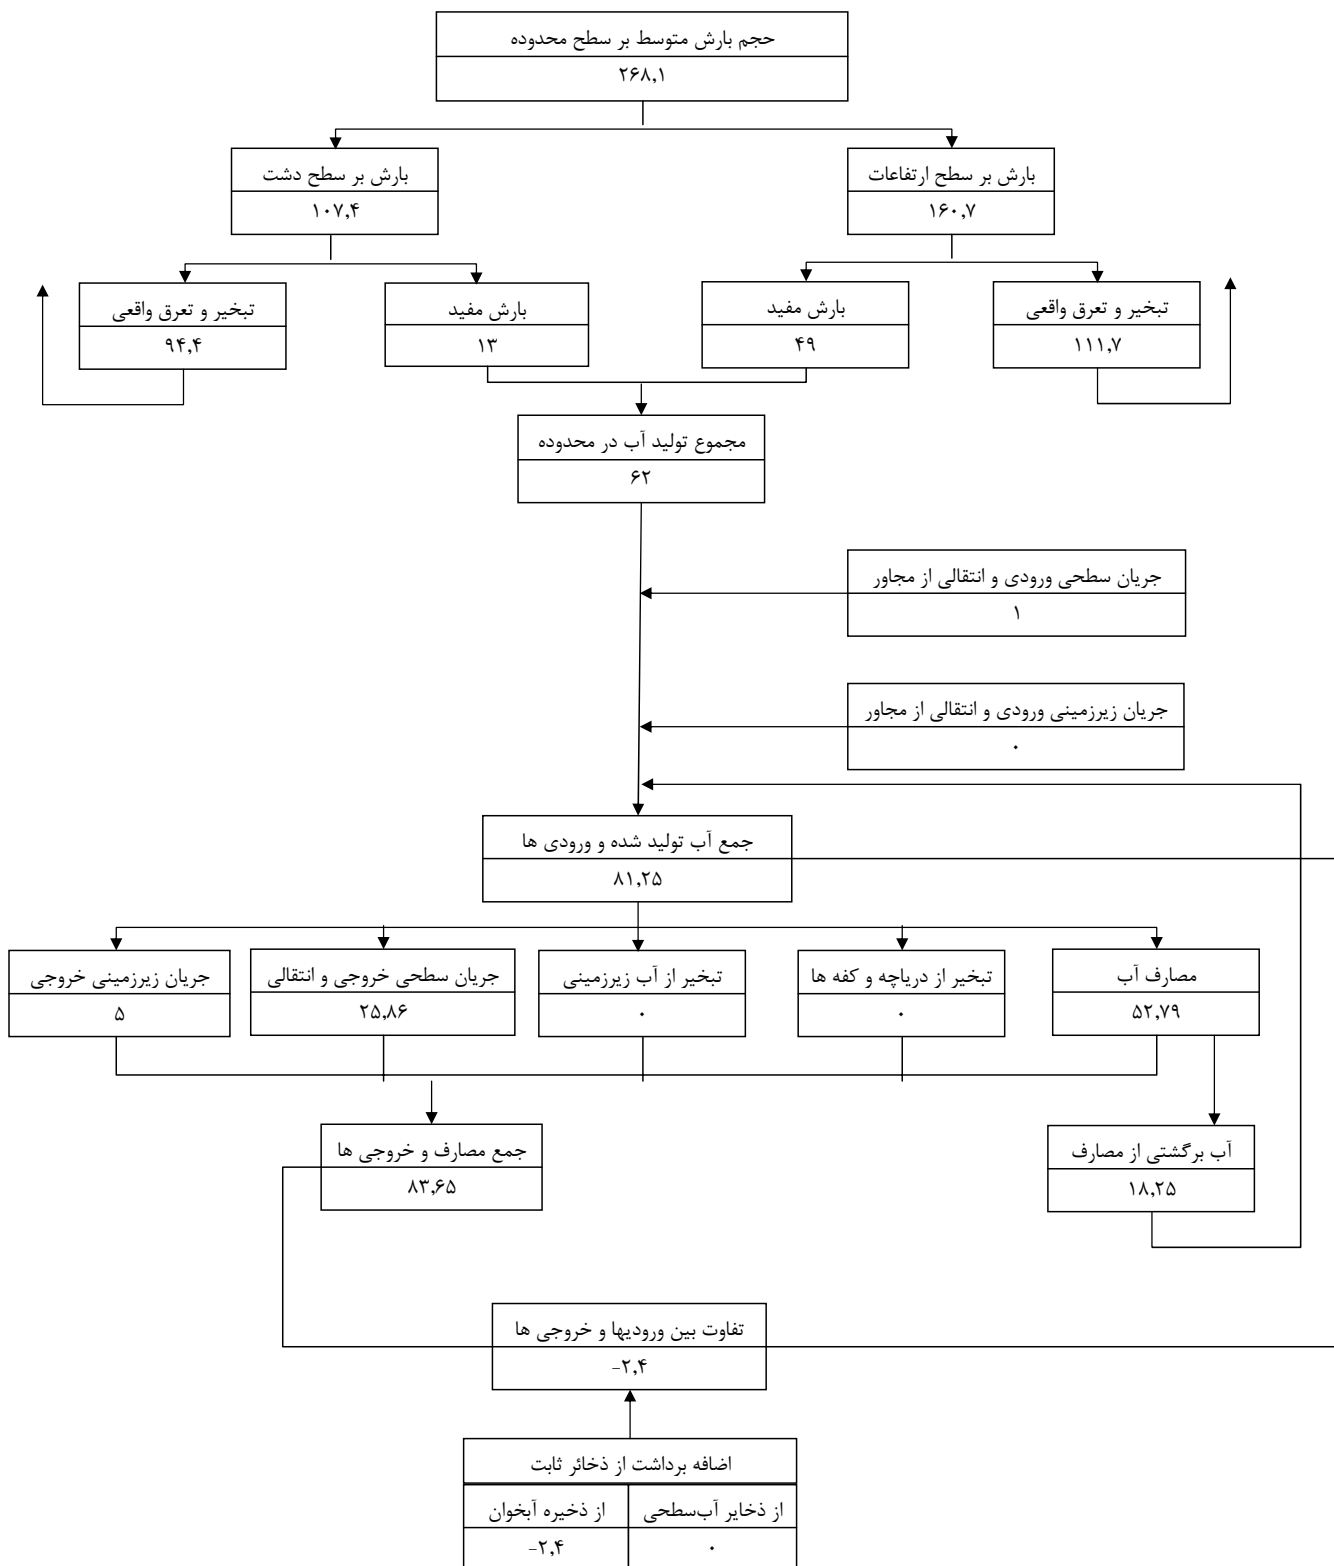 حجم بارش متوسط بر سطح محدوده
۲۶۸,۱
بارش بر سطح ارتفاعات
۱۶۰,۷
بارش بر سطح دشت
۱۰۷,۴
تبخیر و تعرق واقعی
۱۱۱,۷
بارش مفید
۴۹
بارش مفید
۱۳
تبخیر و تعرق واقعی
۹۴,۴
مجموع تولید آب در محدوده
۶۲
جریان سطحی ورودی و انتقالی از مجاور
۱
جریان زیرزمینی ورودی و انتقالی از مجاور
۰
جمع آب تولید شده و ورودی ها
۸۱,۲۵
مصارف آب
۵۲,۷۹
تبخیر از دریاچه و کفه ها
۰
تبخیر از آب زیرزمینی
۰
جریان سطحی خروجی و انتقالی
۲۵,۸۶
جریان زیرزمینی خروجی
۵
جمع مصارف و خروجی ها
۸۳,۶۵
آب برگشتی از مصارف
۱۸,۲۵
تفاوت بین ورودیها و خروجی ها
-۲,۴
اضافه برداشت از ذخائر ثابت
از ذخایر آب‌سطحی
۰
از ذخیره آبخوان
-۲,۴